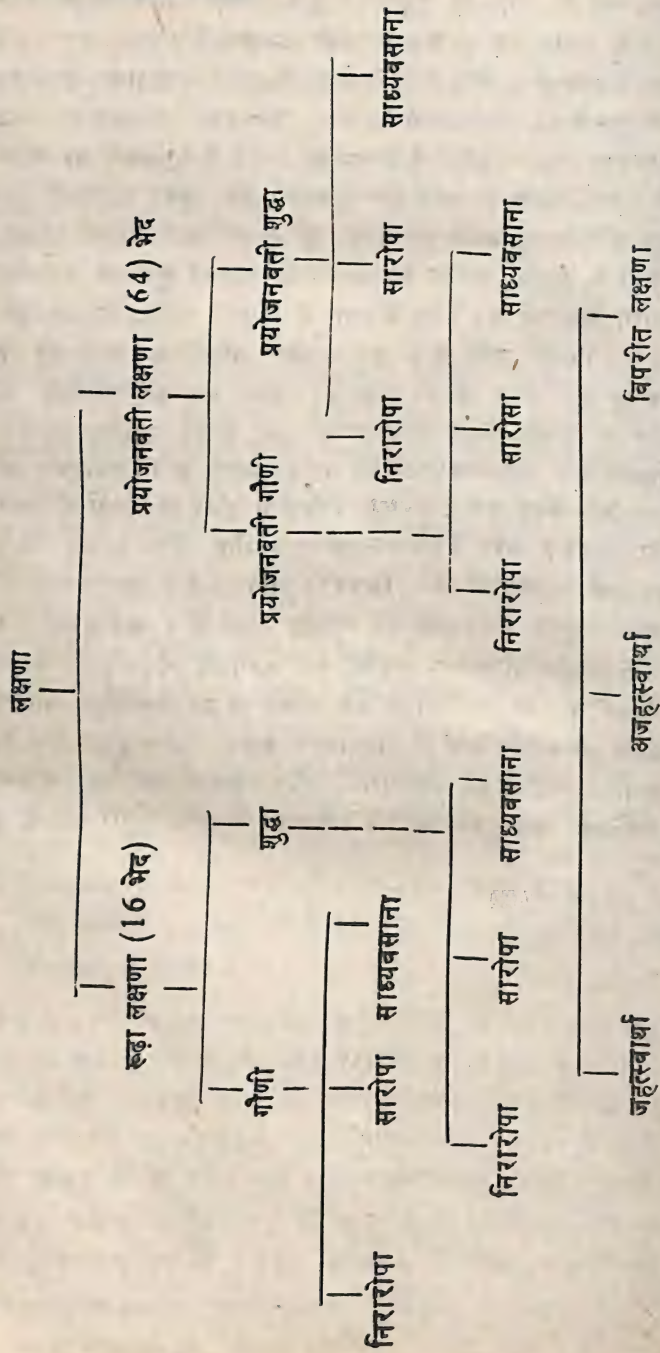 लक्षणा
रूढ़ा लक्षणा (16 भेद)
प्रयोजनवती लक्षणा (64) भेद
गौणी
शुद्धा
प्रयोजनवती गौणी
प्रयोजनवती शुद्धा
निरारोपा
सारोपा
साध्यवसाना
निरारोपा
सारोपा
साध्यवसाना
निरारोपा
सारोसा
साध्यवसाना
निरारोपा
सारोपा
साध्यवसाना
जहत्स्वार्था
अजहत्स्वार्था
विपरीत लक्षणा